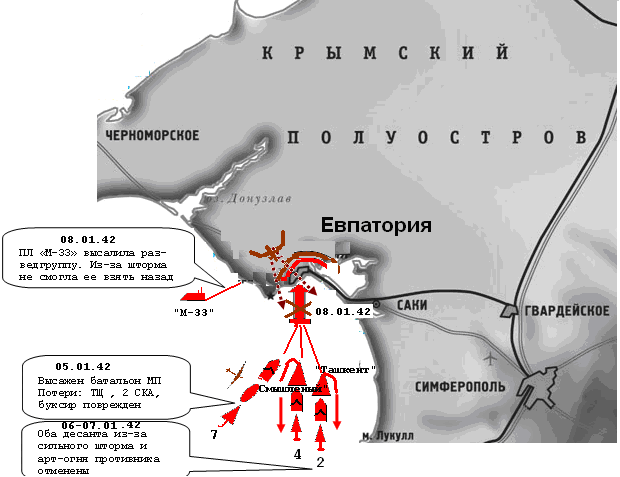 КРЫМСКИЙ
ЧЕРНОМОРСКОЕ
ПОЛУОСТРОВ
оз. Донузлав
Евпатория
08.01.42
ПЛ «М-33» высалила раз-
ведгруппу. Из-за шторма
не смогла ее взять назад
"М-33"
08.01.42
САКИ
ГВАРДЕЙСКОЕ
05.01.42
Высажен батальон МП
Потери: ТЩ , 2 СКА,
буксир поврежден
"Ташкент"
Смышленый"
СИМФЕРОПОЛЬ
06-07.01.42
Оба десанта из-за
сильного шторма и
арт-огня противника
отменены
7
4
2
м. Лукулл